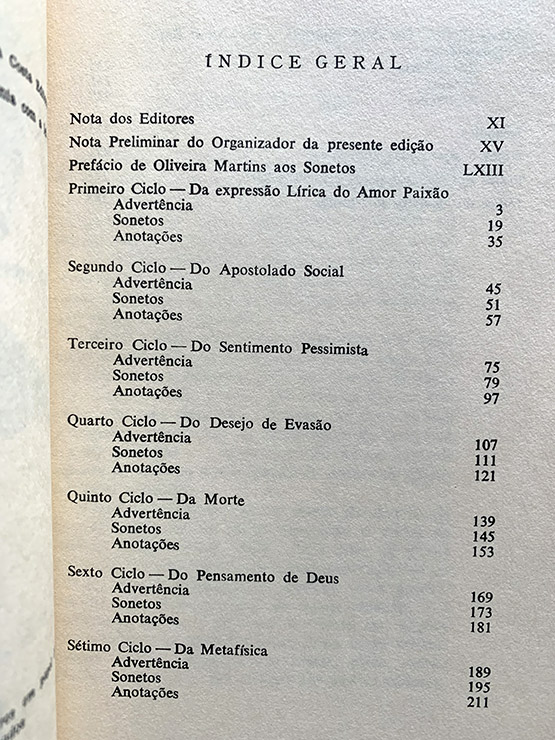 a Costa
com a
ÍNDICE GERAL
Nota dos Editores XI
Nota Preliminar do Organizador da presente edição XV
Prefácio de Oliveira Martins aos Sonetos LXIII
Primeiro Ciclo — Da expressão Lírica do Amor Paixão
Advertência 3
Sonetos 19
Anotações 35
Segundo Ciclo — Do Apostolado Social
Advertência 45
Sonetos 51
Anotações 57
Terceiro Ciclo — Do Sentimento Pessimista
Advertência 75
Sonetos 79
Anotações 97
Quarto Ciclo — Do Desejo de Evasão
Advertência 107
Sonetos 111
Anotações 121
Quinto Ciclo — Da Morte
Advertência 139
Sonetos 145
Anotações 153
Sexto Ciclo — Do Pensamento de Deus
Advertência 169
Sonetos 173
Anotações 181
Sétimo Ciclo — Da Metafísica
Advertência 189
Sonetos 195
Anotações 211